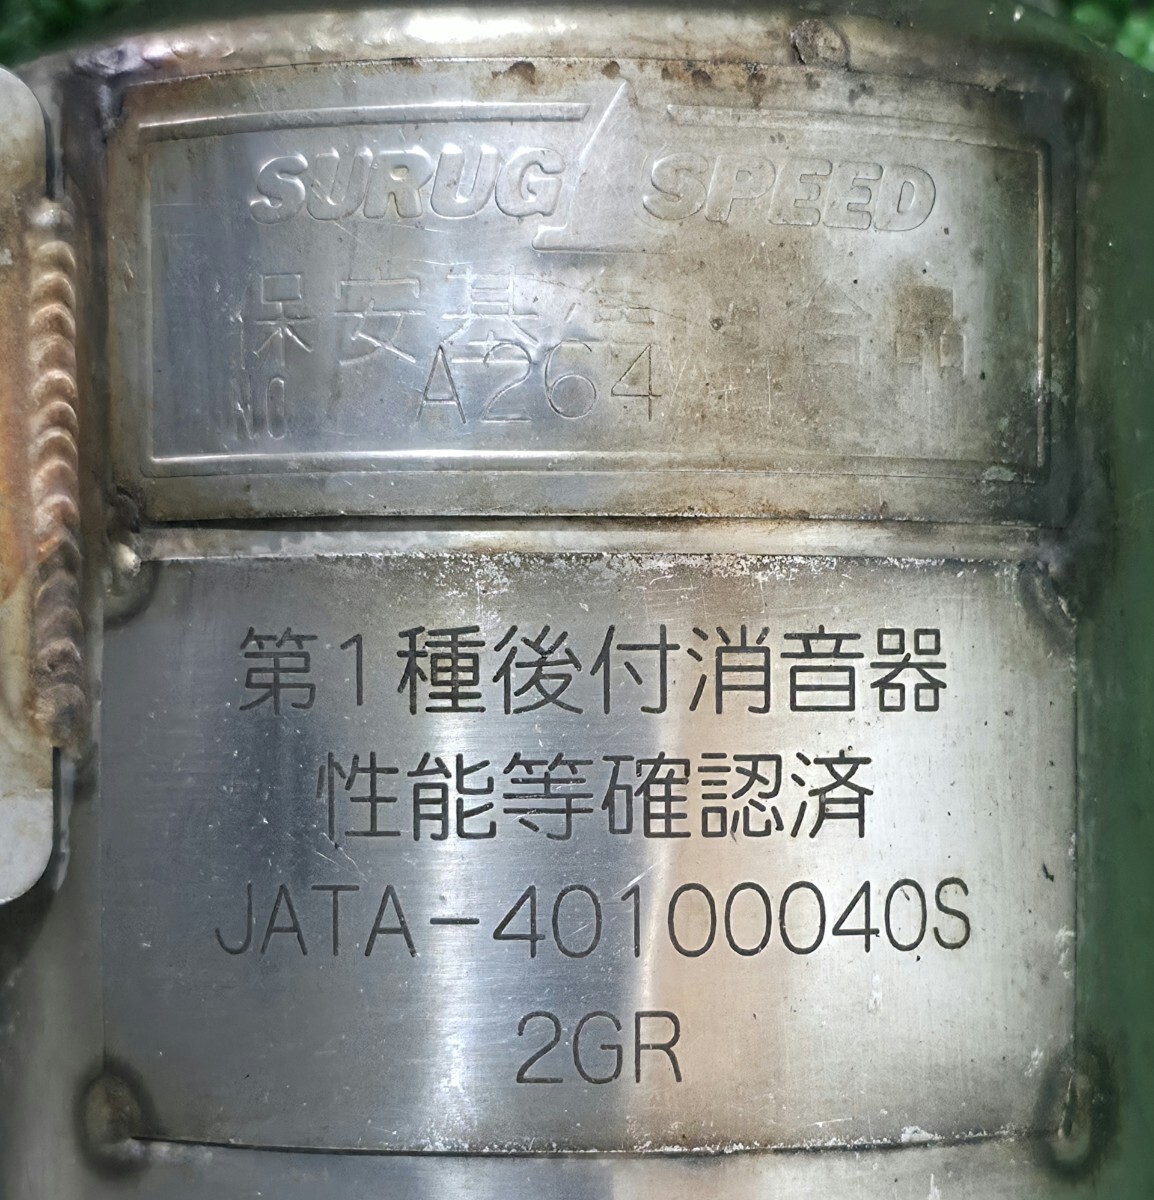 SURUGA SPEED
保安基準適合品
NO A264
第1種後付消音器
性能等確認済
JATA-40100040S
2GR